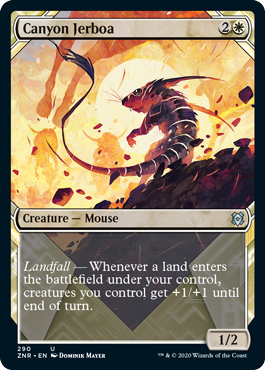 Canyon Jerboa 2
Creature — Mouse
Landfall — Whenever a land enters
the battlefield under your control,
creatures you control get +1/+1 until
end of turn.
1/2
290 U
ZNR • EN Dominik Mayer ™ & © 2020 Wizards of the Coast